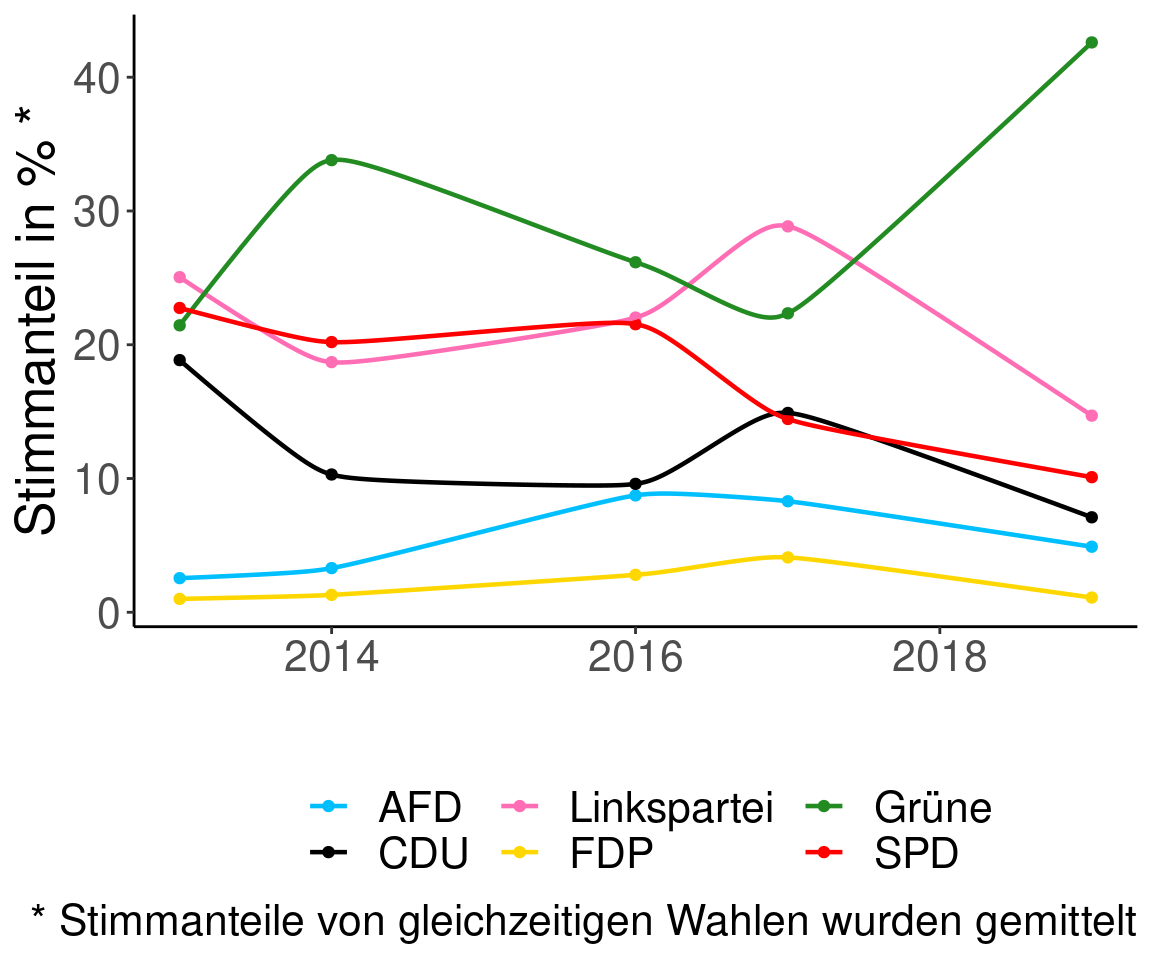 Stimmanteil in % *
40
30
20
10
0
2014 2016 2018
AFD Linkspartei Grüne
CDU FDP SPD
* Stimmanteile von gleichzeitigen Wahlen wurden gemittelt